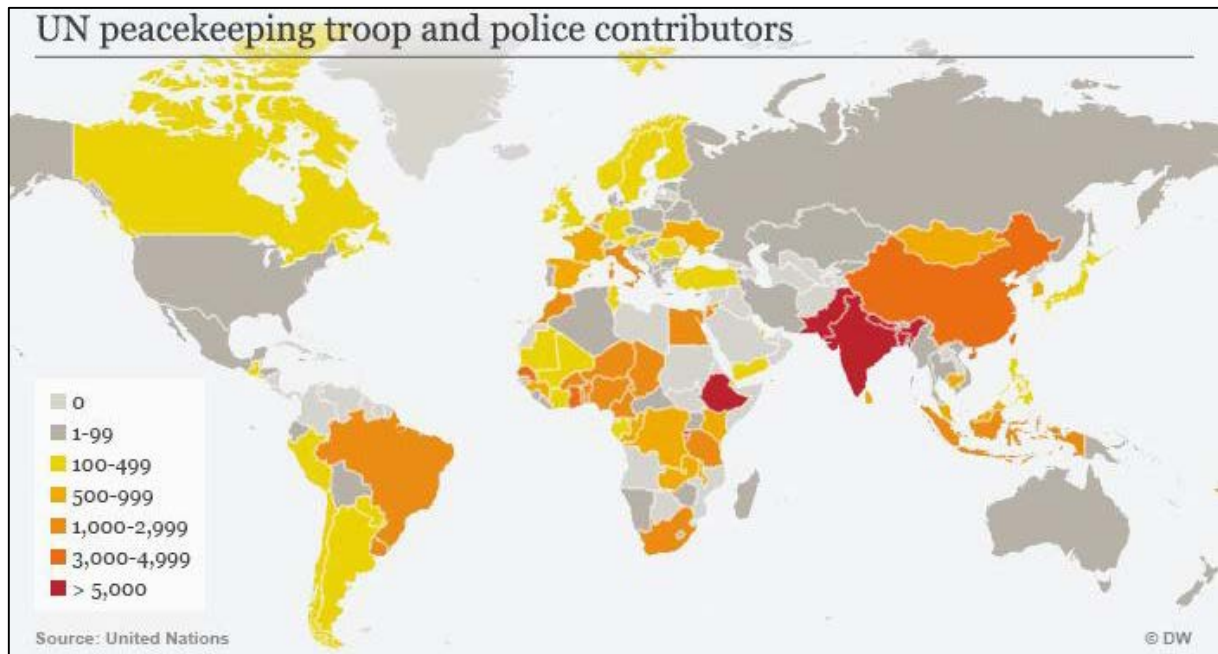 UN peacekeeping troop and police contributors
0
1-99
100-499
500-999
1,000-2,999
3,000-4,999
> 5,000
Source: United Nations
© DW